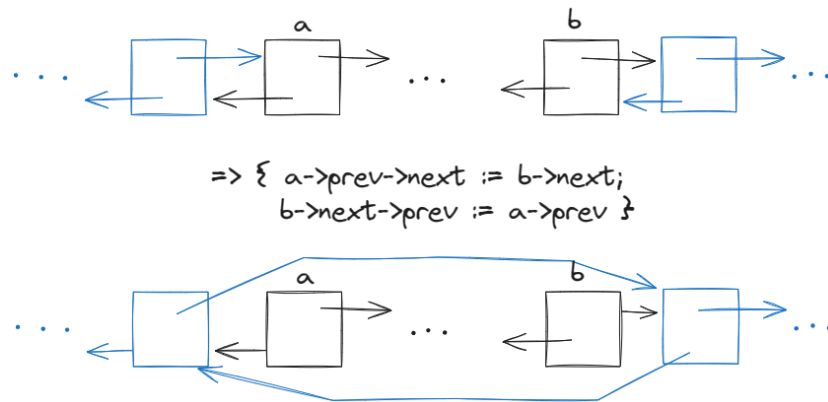 a b
=> { a->prev->next := b->next;
b->next->prev := a->prev }
a b